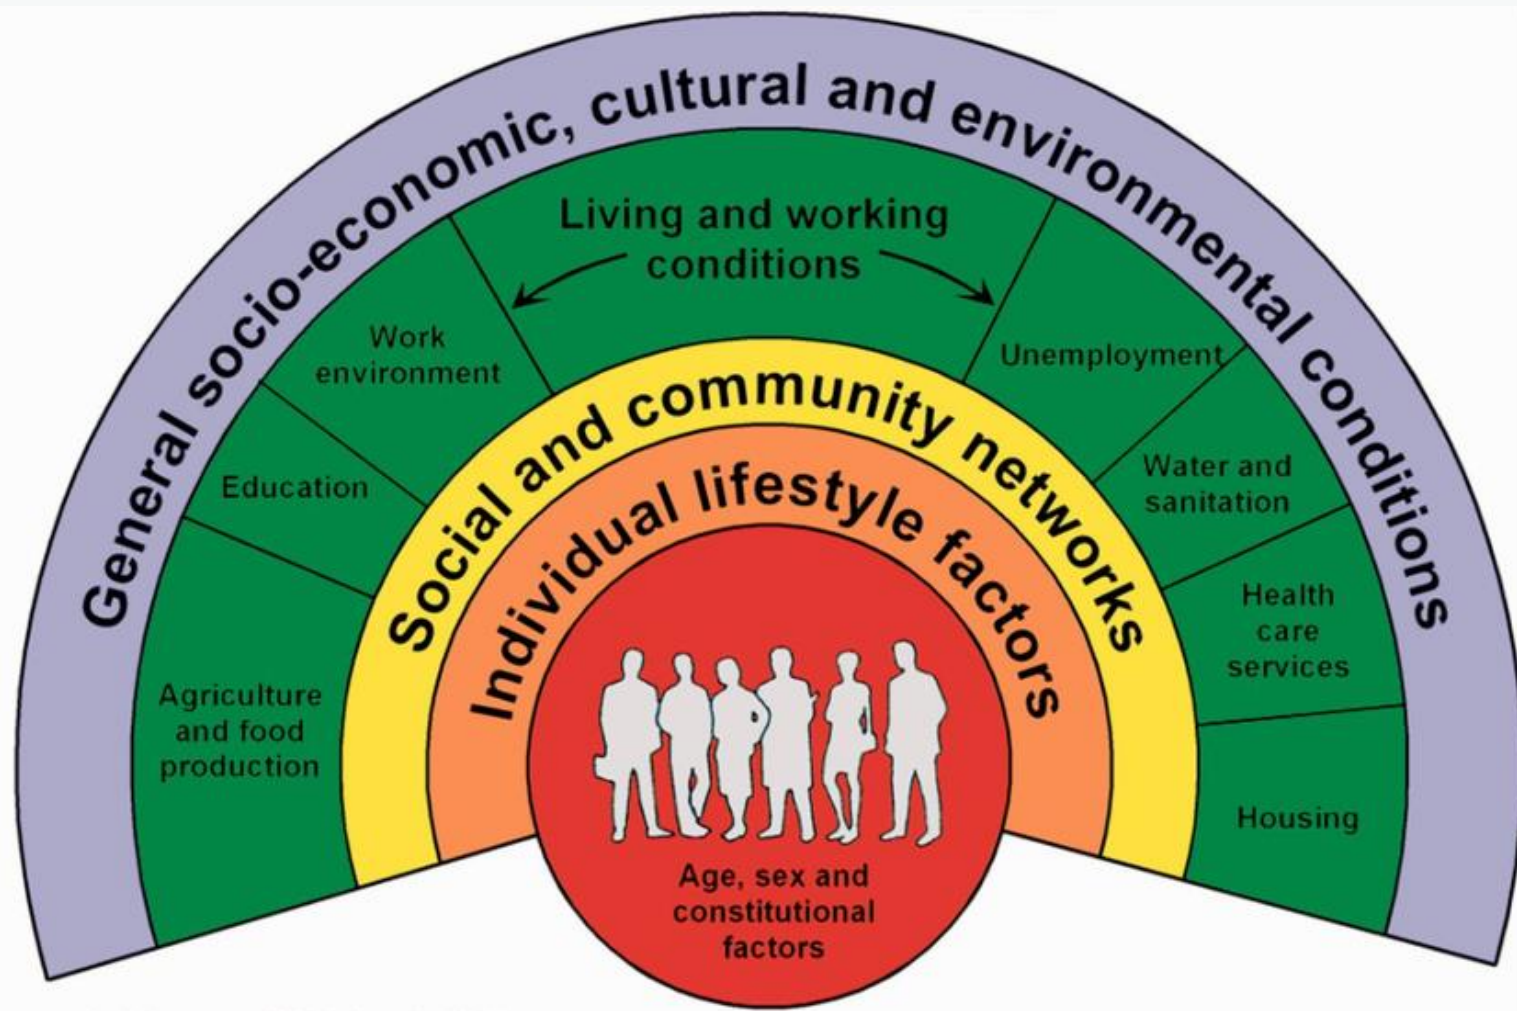 General socio-economic, cultural and environmental conditions
Living and working
conditions
Work
environment
Unemployment
Education
Water and
sanitation
Agriculture
and food
production
Health
care
services
Housing
Social and community networks
Individual lifestyle factors
Age, sex and
constitutional
factors